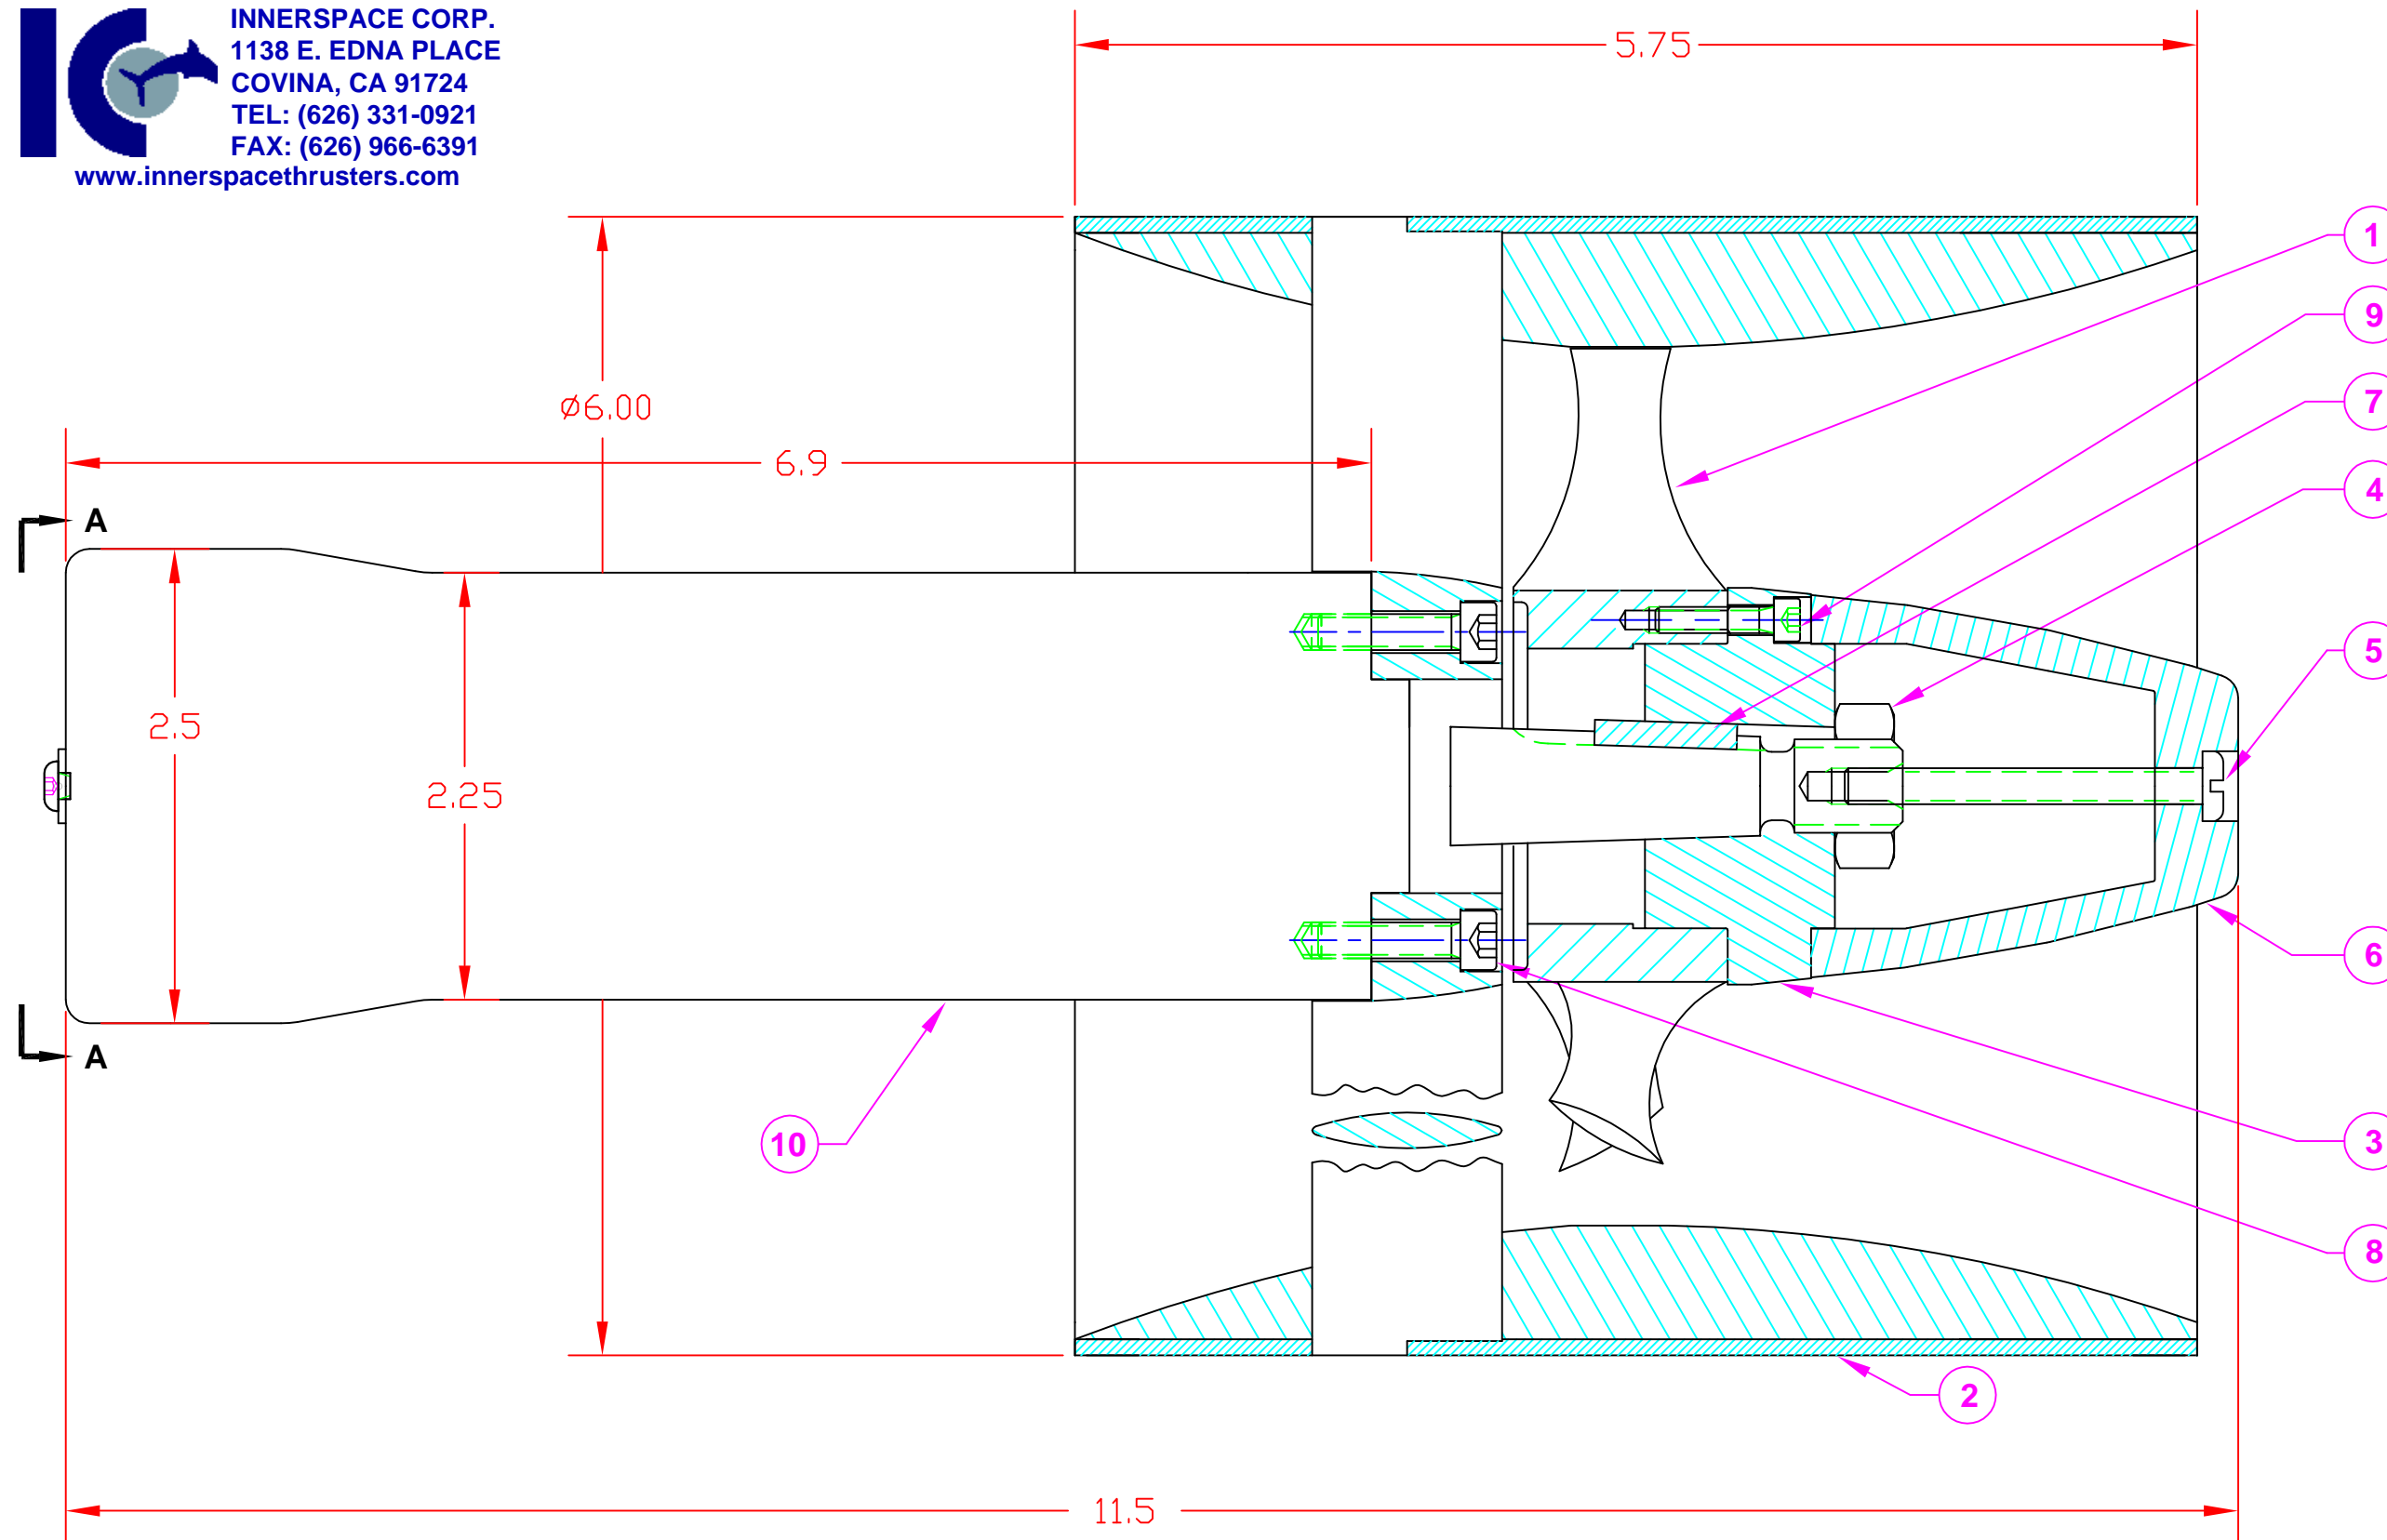 INNERSPACE CORP.
1138 E. EDNA PLACE
COVINA, CA 91724
TEL: (626) 331-0921
FAX: (626) 966-6391
www.innerspacethrusters.com
5.75
1
9
Ø6.00
7
6.9
4
A
5
2.5
2.25
6
A
10
3
8
2
11.5